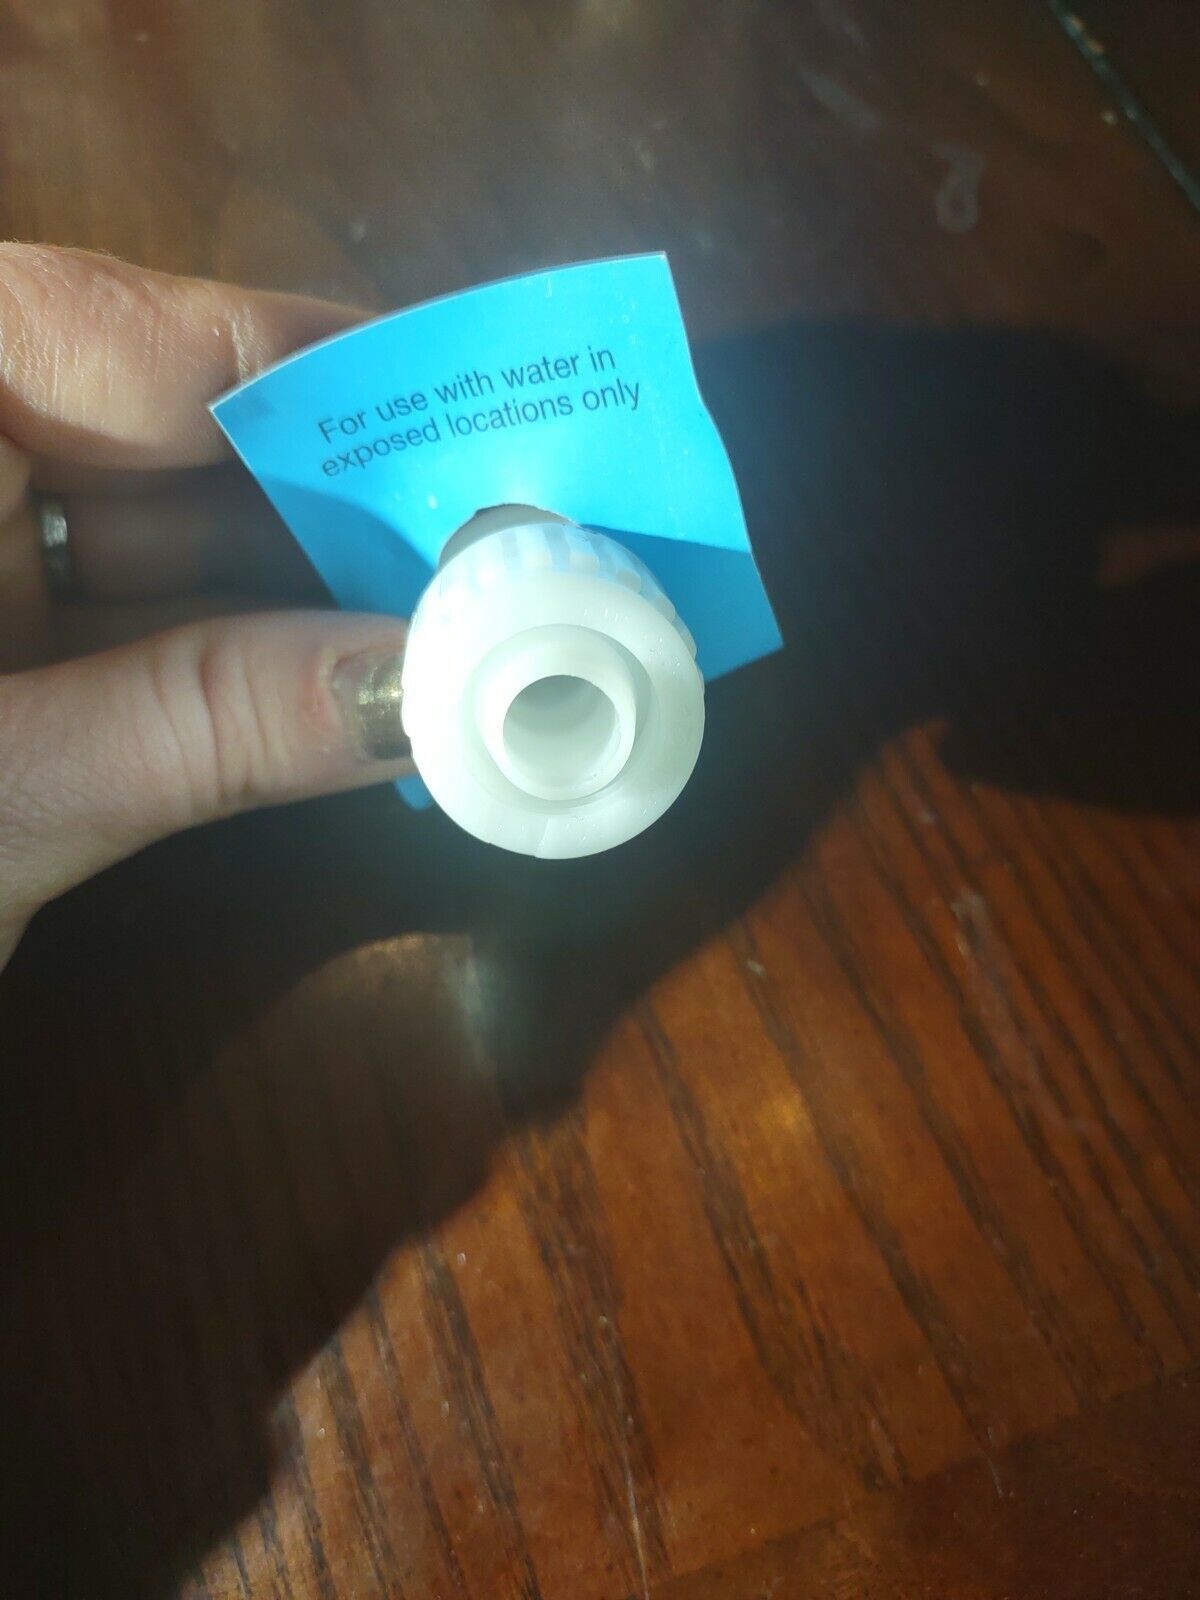 For use with water in
exposed locations only